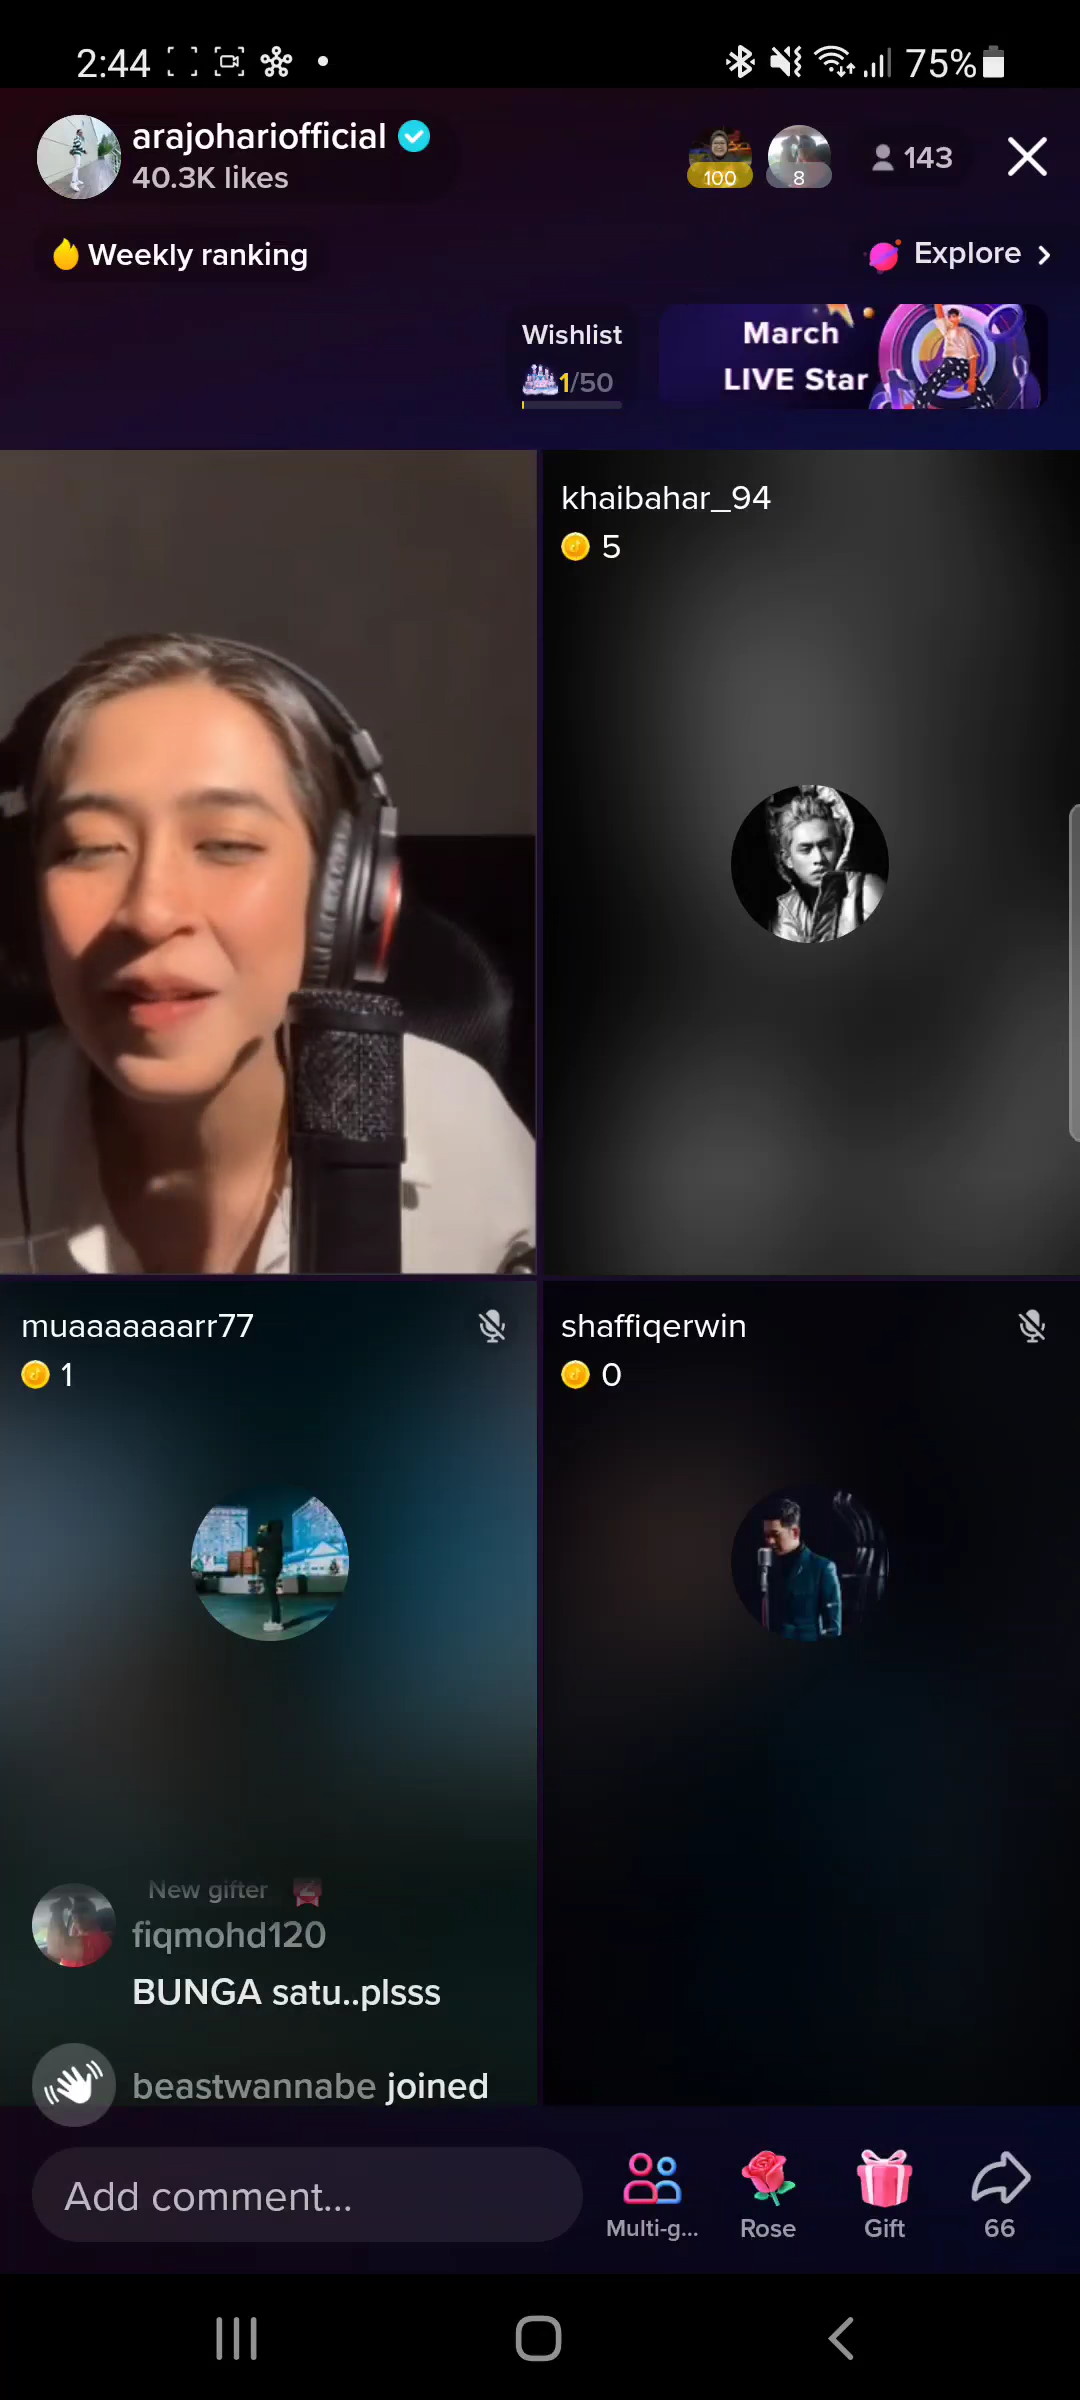 2:44
75%
arajohariofficial
40.3K likes
100
8
143
Weekly ranking
Explore
Wishlist
1/50
March
LIVE Star
khaibahar_94
5
muaaaaaaarr77
1
shaffiqerwin
0
New gifter
fiqmohd120
BUNGA satu..plsss
beastwannabe joined
Add comment...
Multi-g...
Rose
Gift
66